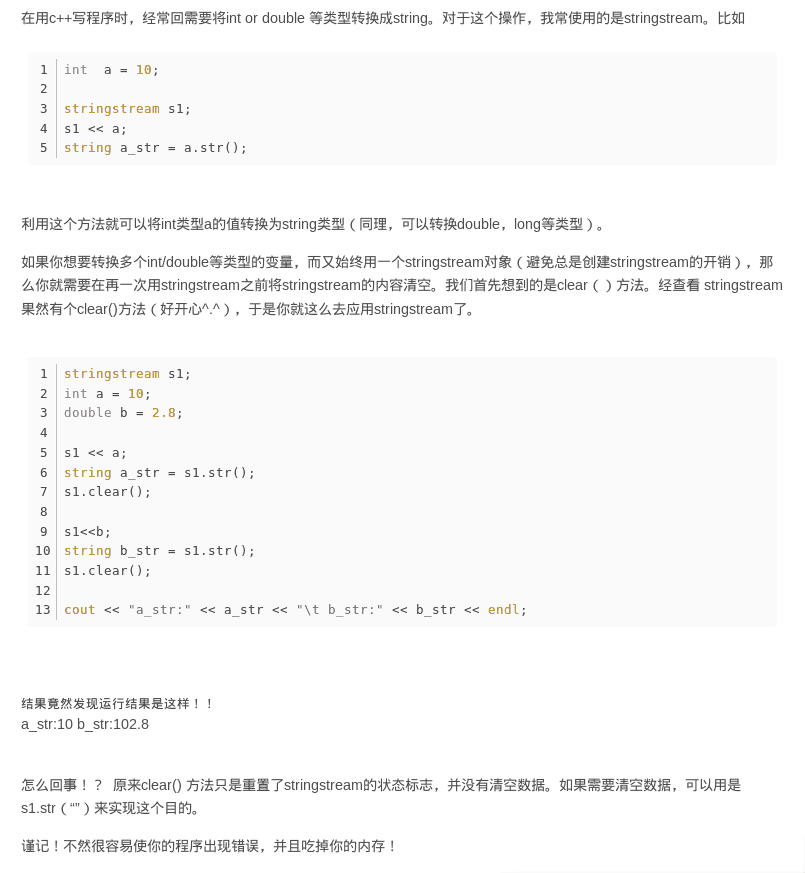 在用c++写程序时，经常回需要将int or double 等类型转换成string。对于这个操作，我常使用的是stringstream。比如
1 int  a = 10;
2
3 stringstream s1;
4 s1 << a;
5 string a_str = a.str();
利用这个方法就可以将int类型a的值转换为string类型（同理，可以转换double，long等类型）。
如果你想要转换多个int/double等类型的变量，而又始终用一个stringstream对象（避免总是创建stringstream的开销），那
么你就需要在再一次用stringstream之前将stringstream的内容清空。我们首先想到的是clear（）方法。经查看 stringstream
果然有个clear()方法（好开心^.^），于是你就这么去应用stringstream了。
1 stringstream s1;
2 int a = 10;
3 double b = 2.8;
4
5 s1 << a;
6 string a_str = s1.str();
7 s1.clear();
8
9 s1<<b;
10 string b_str = s1.str();
11 s1.clear();
12
13 cout << "a_str:" << a_str << "\t b_str:" << b_str << endl;
结果竟然发现运行结果是这样！！
a_str:10 b_str:102.8
怎么回事！？ 原来clear() 方法只是重置了stringstream的状态标志，并没有清空数据。如果需要清空数据，可以用是
s1.str（“”）来实现这个目的。
谨记！不然很容易使你的程序出现错误，并且吃掉你的内存！